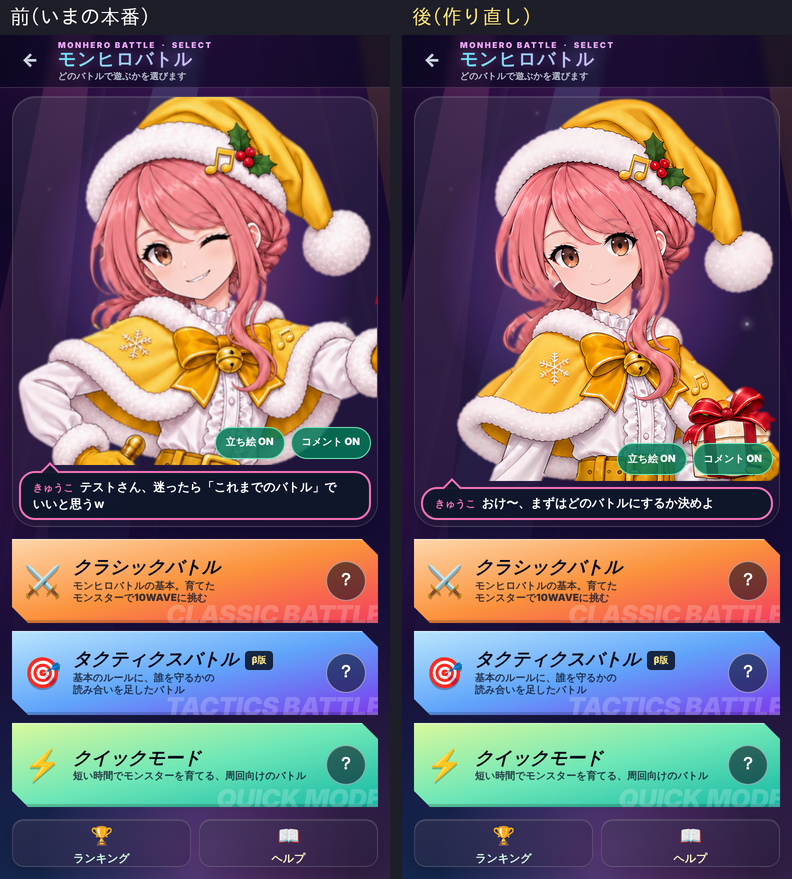 前(いまの本番)
MONHERO BATTLE · SELECT
モンヒロバトル
どのバトルで遊ぶかを選びます
立ち絵 ON
コメント ON
きゅうこ テストさん、迷ったら「これまでのバトル」で
いいと思うw
クラシックバトル
モンヒロバトルの基本。育てた
モンスターで10WAVEに挑む
?
CLASSIC BATTLE
タクティクスバトル β版
基本のルールに、誰を守るかの
読み合いを足したバトル
?
TACTICS BATTLE
クイックモード
短い時間でモンスターを育てる、周回向けのバトル
?
QUICK MODE
ランキング
ヘルプ
後(作り直し)
MONHERO BATTLE · SELECT
モンヒロバトル
どのバトルで遊ぶかを選びます
立ち絵 ON
コメント ON
きゅうこ おけ〜、まずはどのバトルにするか決めよ
クラシックバトル
モンヒロバトルの基本。育てた
モンスターで10WAVEに挑む
?
CLASSIC BATTLE
タクティクスバトル β版
基本のルールに、誰を守るかの
読み合いを足したバトル
?
TACTICS BATTLE
クイックモード
短い時間でモンスターを育てる、周回向けのバトル
?
QUICK MODE
ランキング
ヘルプ